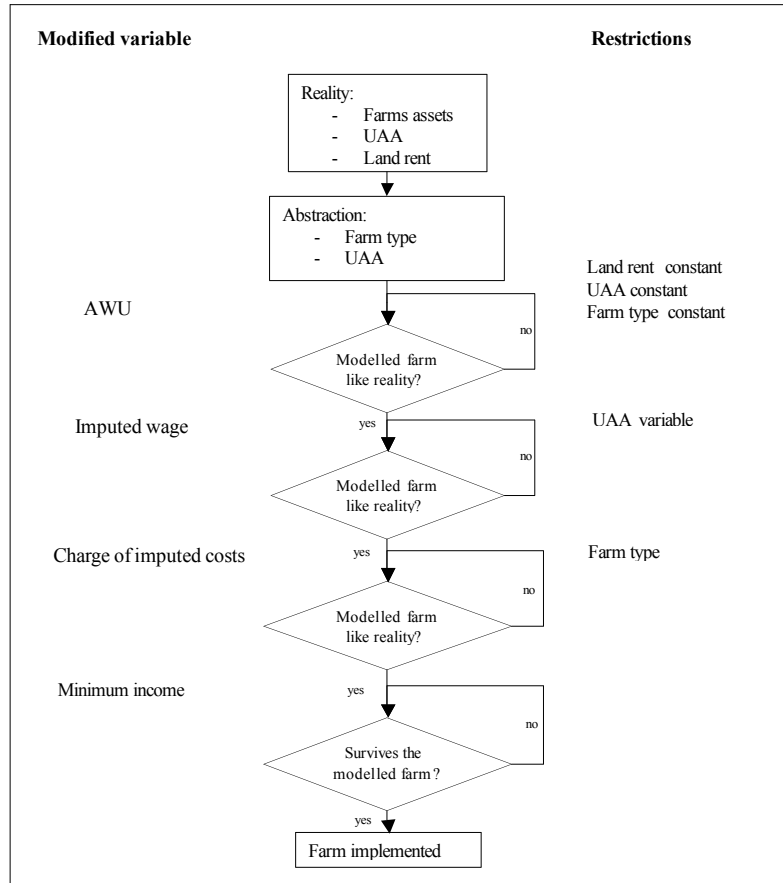 Modified variable
Restrictions
Reality:
- Farms assets
- UAA
- Land rent
Abstraction:
- Farm type
- UAA
Land rent constant
UAA constant
Farm type constant
AWU
no
Modelled farm
like reality?
Imputed wage
yes
UAA variable
no
Modelled farm
like reality?
Charge of imputed costs
yes
Farm type
no
Modelled farm
like reality?
Minimum income
yes
no
Survives the
modelled farm?
yes
Farm implemented